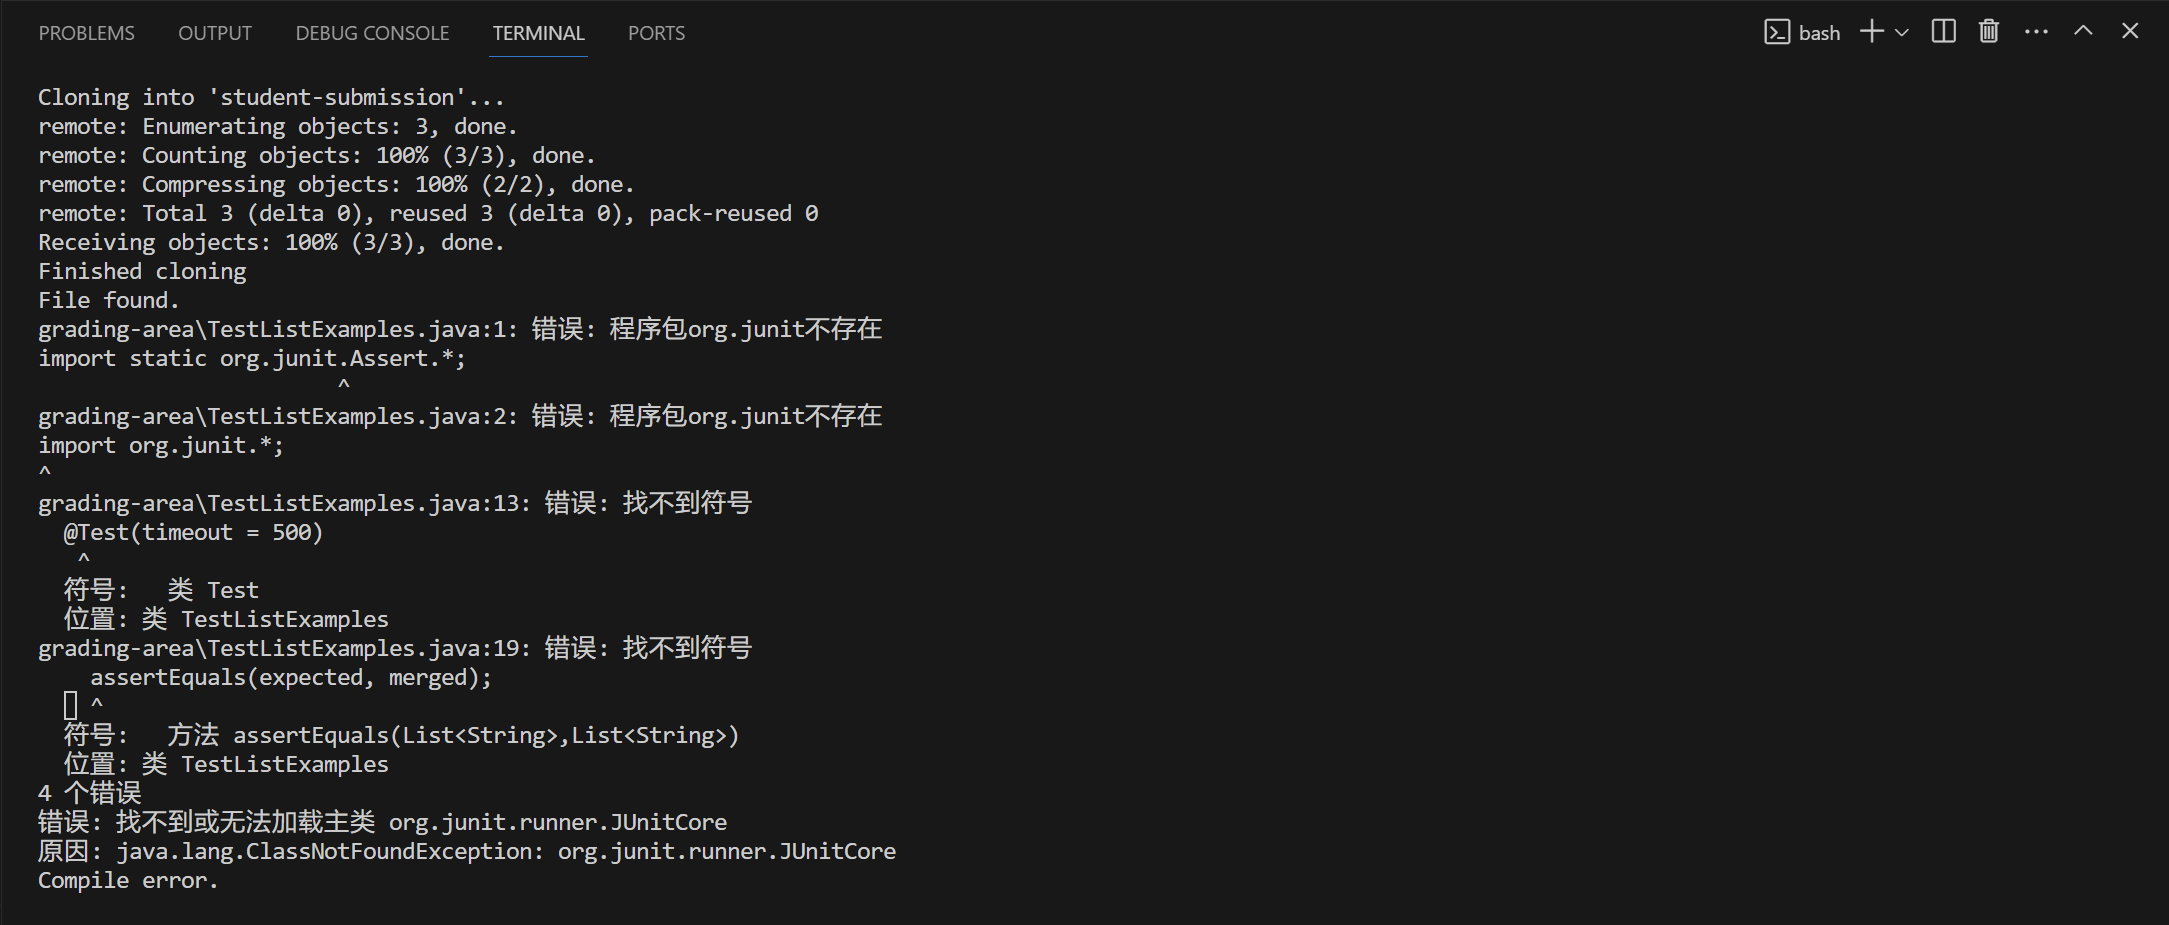 PROBLEMS OUTPUT DEBUG CONSOLE TERMINAL PORTS bash
Cloning into 'student-submission'...
remote: Enumerating objects: 3, done.
remote: Counting objects: 100% (3/3), done.
remote: Compressing objects: 100% (2/2), done.
remote: Total 3 (delta 0), reused 3 (delta 0), pack-reused 0
Receiving objects: 100% (3/3), done.
Finished cloning
File found.
grading-area\TestListExamples.java:1: 错误: 程序包org.junit不存在
import static org.junit.Assert.*;
                       ^
grading-area\TestListExamples.java:2: 错误: 程序包org.junit不存在
import org.junit.*;
^
grading-area\TestListExamples.java:13: 错误: 找不到符号
  @Test(timeout = 500)
   ^
  符号:   类 Test
  位置: 类 TestListExamples
grading-area\TestListExamples.java:19: 错误: 找不到符号
    assertEquals(expected, merged);
    ^
  符号:   方法 assertEquals(List<String>,List<String>)
  位置: 类 TestListExamples
4 个错误
错误: 找不到或无法加载主类 org.junit.runner.JUnitCore
原因: java.lang.ClassNotFoundException: org.junit.runner.JUnitCore
Compile error.